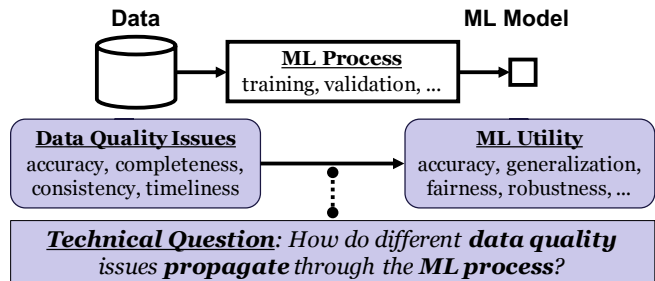 Data
ML Model
ML Process
training, validation, ...
Data Quality Issues
accuracy, completeness,
consistency, timeliness
ML Utility
accuracy, generalization,
fairness, robustness, ...
Technical Question: How do different data quality
issues propagate through the ML process?